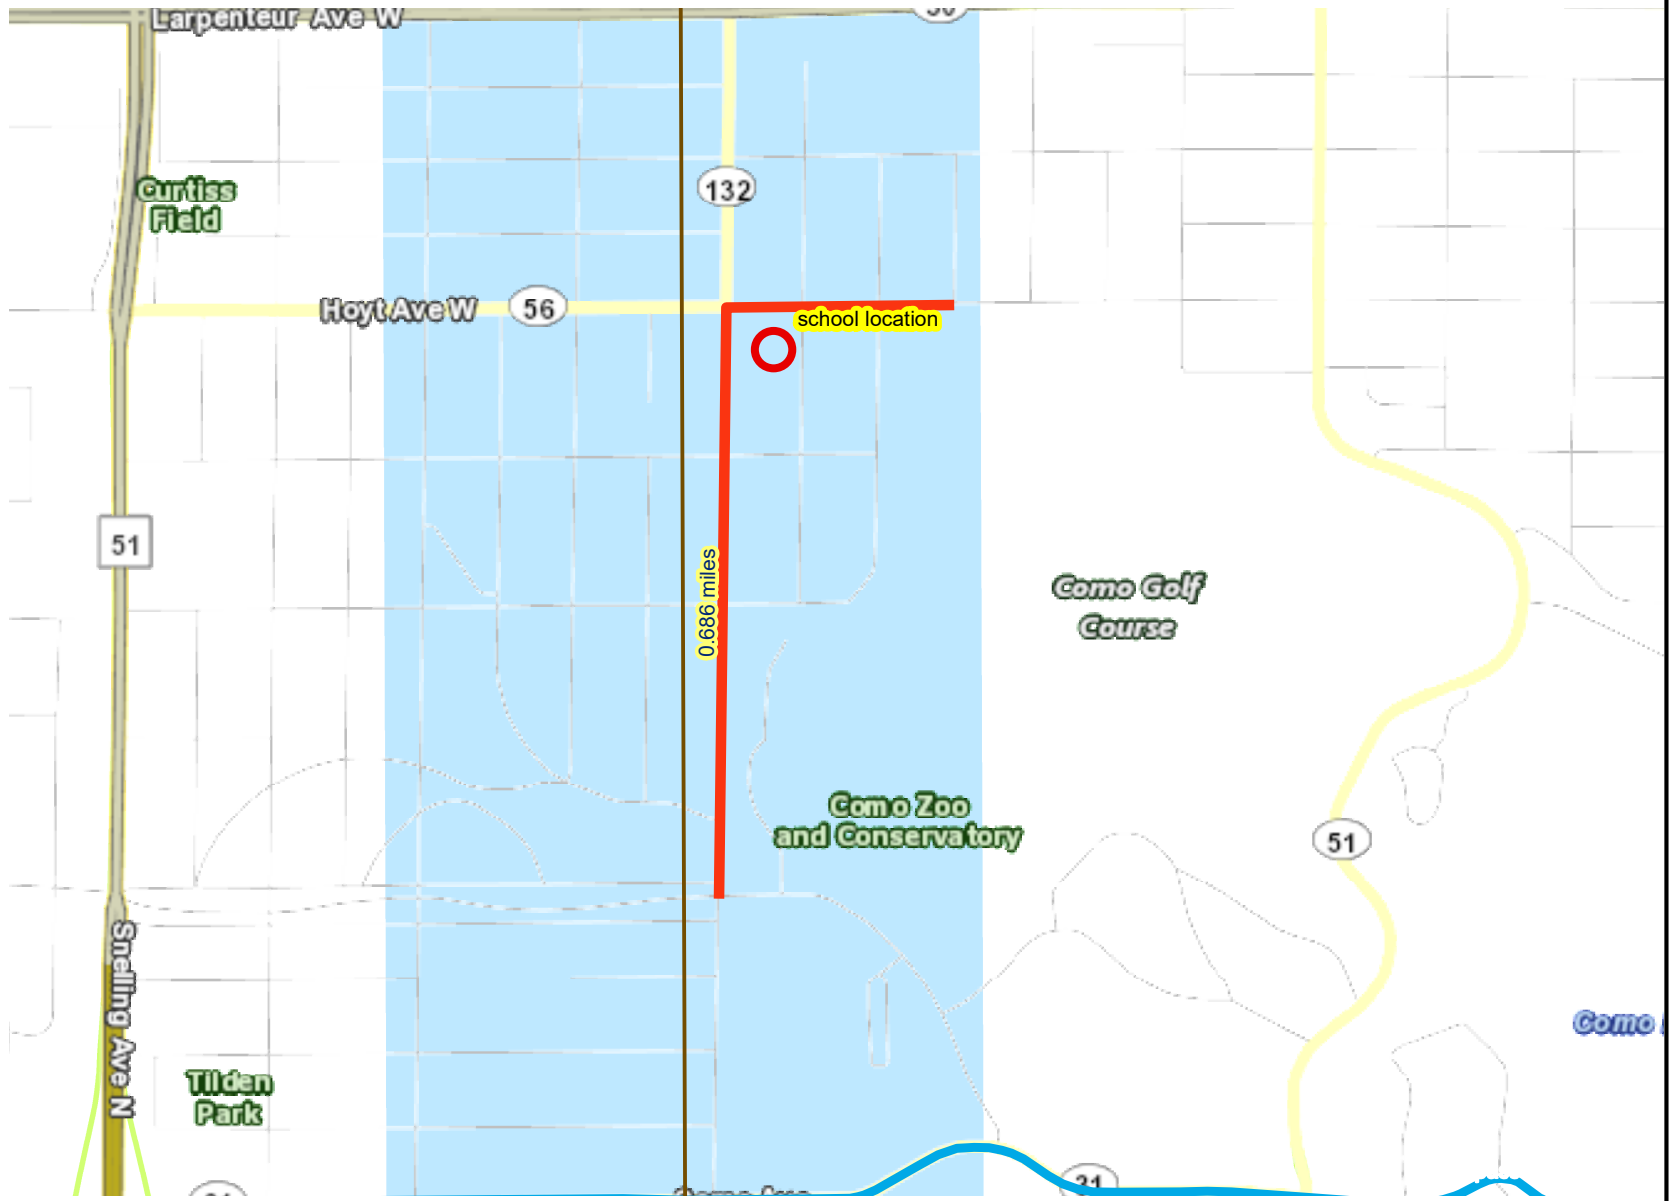 Larpenteur Ave W
132
Curtiss
Field
Hoyt Ave W
56
school location
51
0.686 miles
Como Golf
Course
Como Zoo
and Conservatory
51
Snelling Ave N
Como
Tilden
Park
31